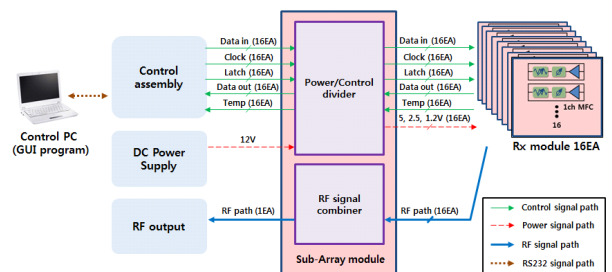 Data in (16EA)
Clock (16EA)
Latch (16EA)
Data out (16EA)
Temp (16EA)
Control
assembly
Control PC
(GUI program)
DC Power
Supply
12V
RF output
RF path (1EA)
Power/Control
divider
RF signal
combiner
Sub-Array module
Data in (16EA)
Clock (16EA)
Latch (16EA)
Data out (16EA)
Temp (16EA)
5, 2.5, 1.2V (16EA)
RF path (16EA)
1ch MFC
16
Rx module 16EA
Control signal path
Power signal path
RF signal path
RS232 signal path